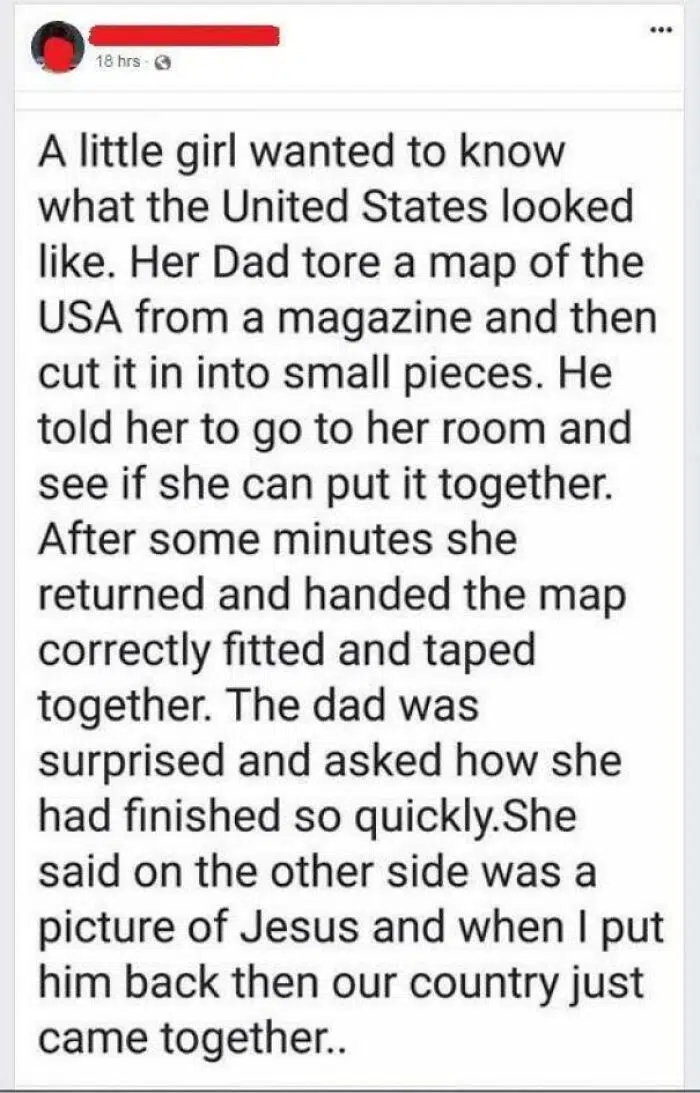 18 hrs ·
A little girl wanted to know
what the United States looked
like. Her Dad tore a map of the
USA from a magazine and then
cut it in into small pieces. He
told her to go to her room and
see if she can put it together.
After some minutes she
returned and handed the map
correctly fitted and taped
together. The dad was
surprised and asked how she
had finished so quickly.She
said on the other side was a
picture of Jesus and when I put
him back then our country just
came together..